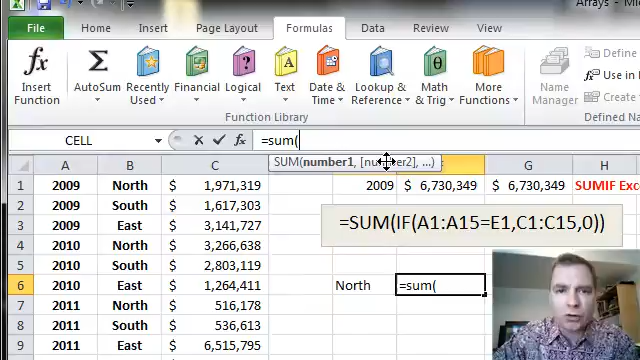 Arrays - Mi
File Home Insert Page Layout Formulas Data Review View
fx Σ ? A θ
Insert Function AutoSum Recently Used Financial Logical Text Date & Time Lookup & Reference Math & Trig More Functions Name Manager Define Use in Create
Function Library Defined
CELL fx =sum(
SUM(number1, [number2], ...)
A B C G H
1 2009 North $ 1,971,319 2009 $ 6,730,349 $ 6,730,349 SUMIF Exce
2 2009 South $ 1,617,303
=SUM(IF(A1:A15=E1,C1:C15,0))
3 2009 East $ 3,141,727
4 2010 North $ 3,266,638
5 2010 South $ 2,803,119
6 2010 East $ 1,264,411 North =sum(
7 2011 North $ 516,178
8 2011 South $ 536,613
9 2011 East $ 6,515,795